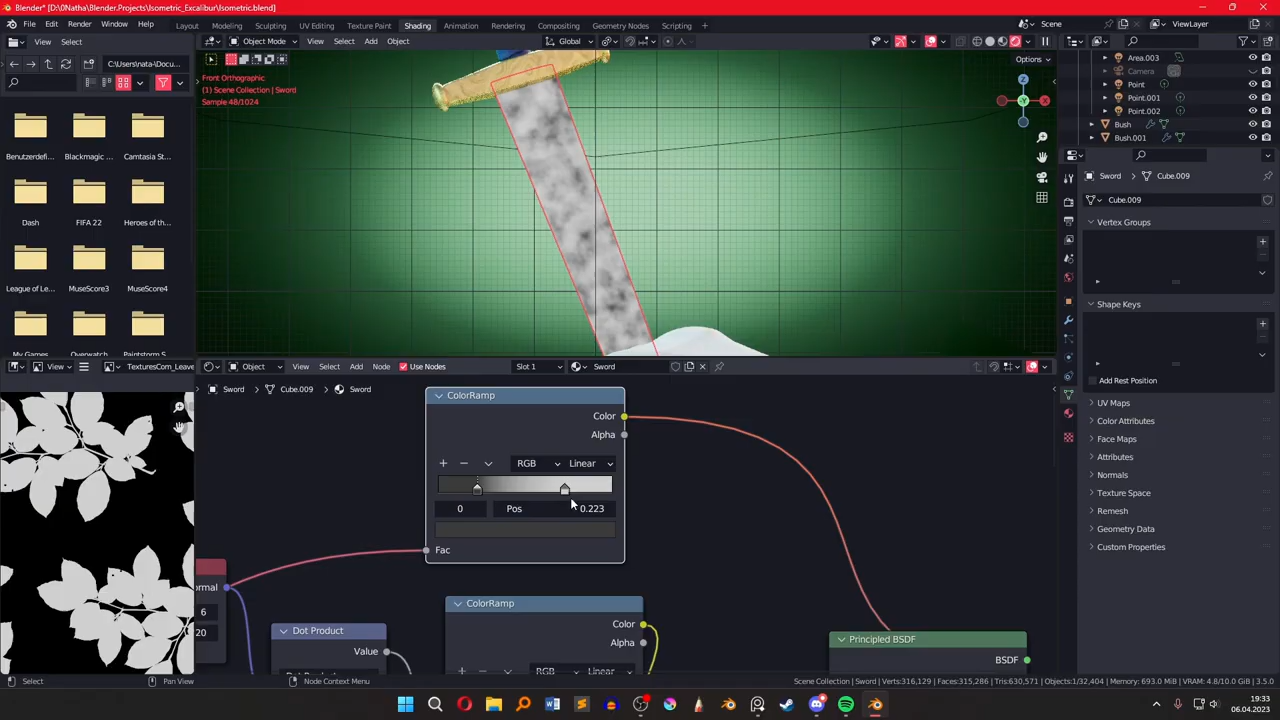 Blender* [D:\0Natha\Blender.Projects\Isometric_Excalibur\Isometric.blend]
File Edit Render Window Help Layout Modeling Sculpting UV Editing Texture Paint Shading Animation Rendering Compositing Geometry Nodes Scripting + Scene ViewLayer
View Select Object Mode View Select Add Object Global
C:\users\nata-\Docu...
Options
Front Orthographic
(1) Scene Collection | Sword
Sample 48/1024
Z
X
Y
Area.003
Camera
Point
Point.001
Point.002
Bush
Bush.001
Benutzerdefi...
Blackmagic ...
Camtasia St...
Dash
FIFA 22
Heroes of th...
League of Le...
MuseScore3
MuseScore4
My Games
Overwatch
Paintstorm S...
Sword Cube.009
Cube.009
Vertex Groups
Shape Keys
Add Rest Position
UV Maps
Color Attributes
Face Maps
Attributes
Normals
Texture Space
Remesh
Geometry Data
Custom Properties
View TexturesCom_Leave
Object View Select Add Node Use Nodes Slot 1 Sword
Sword Cube.009 Sword
ColorRamp
Color
Alpha
RGB Linear
0 Pos 0.223
Fac
ormal
6
20
Dot Product
Value
Dot Product
ColorRamp
Color
Alpha
RGB Linear
Principled BSDF
BSDF
Select Pan View Node Context Menu Scene Collection | Sword | Verts:316,129 | Faces:315,286 | Tris:630,571 | Objects:1/32,404 | Memory: 693.0 MiB | VRAM: 4.8/10.0 GiB | 3.5.0
19:33
06.04.2023